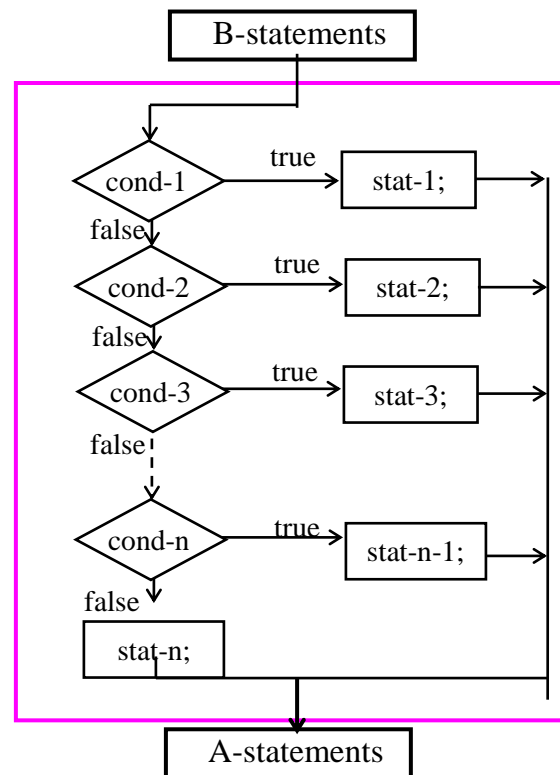 B-statements
true
cond-1
stat-1;
false
true
cond-2
stat-2;
false
true
cond-3
stat-3;
false
true
cond-n
stat-n-1;
false
stat-n;
A-statements